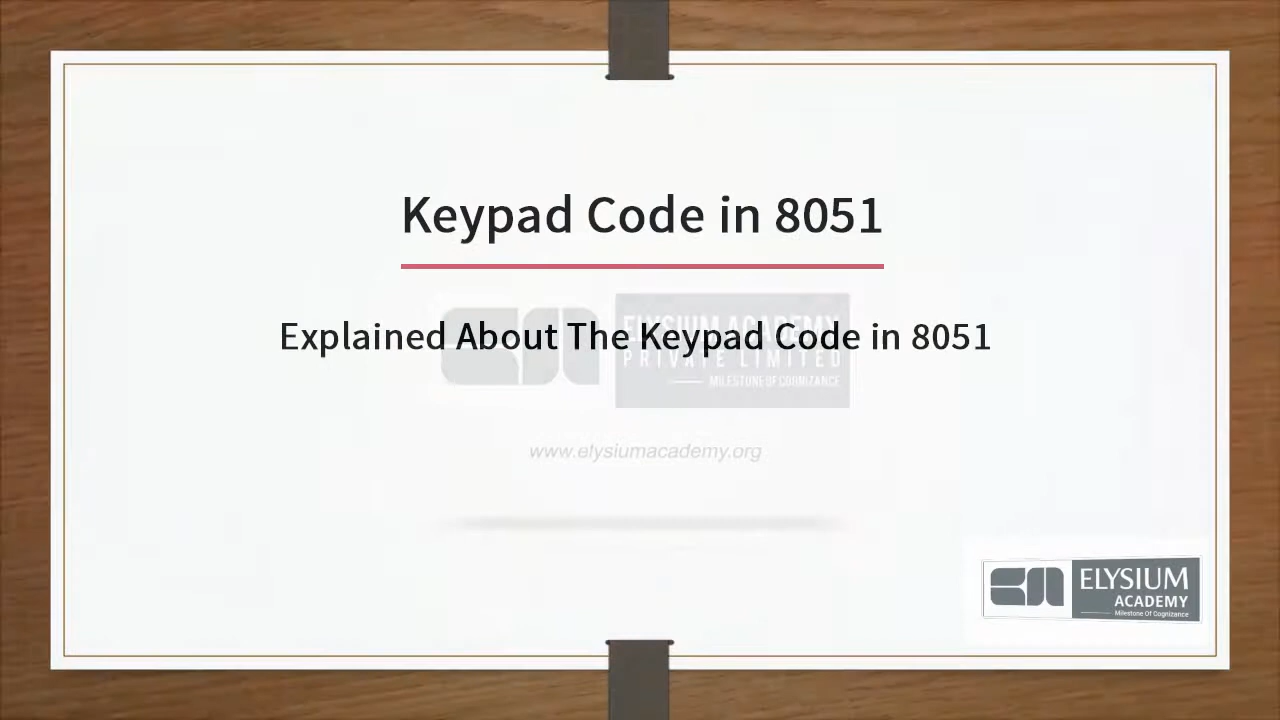 Keypad Code in 8051
ELYSIUM ACADEMY
Explained About The Keypad Code in 8051
PRIVATE LIMITED
MILESTONE OF COGNIZANCE
www.elysiumacademy.org
ELYSIUM
ACADEMY
Milestone Of Cognizance